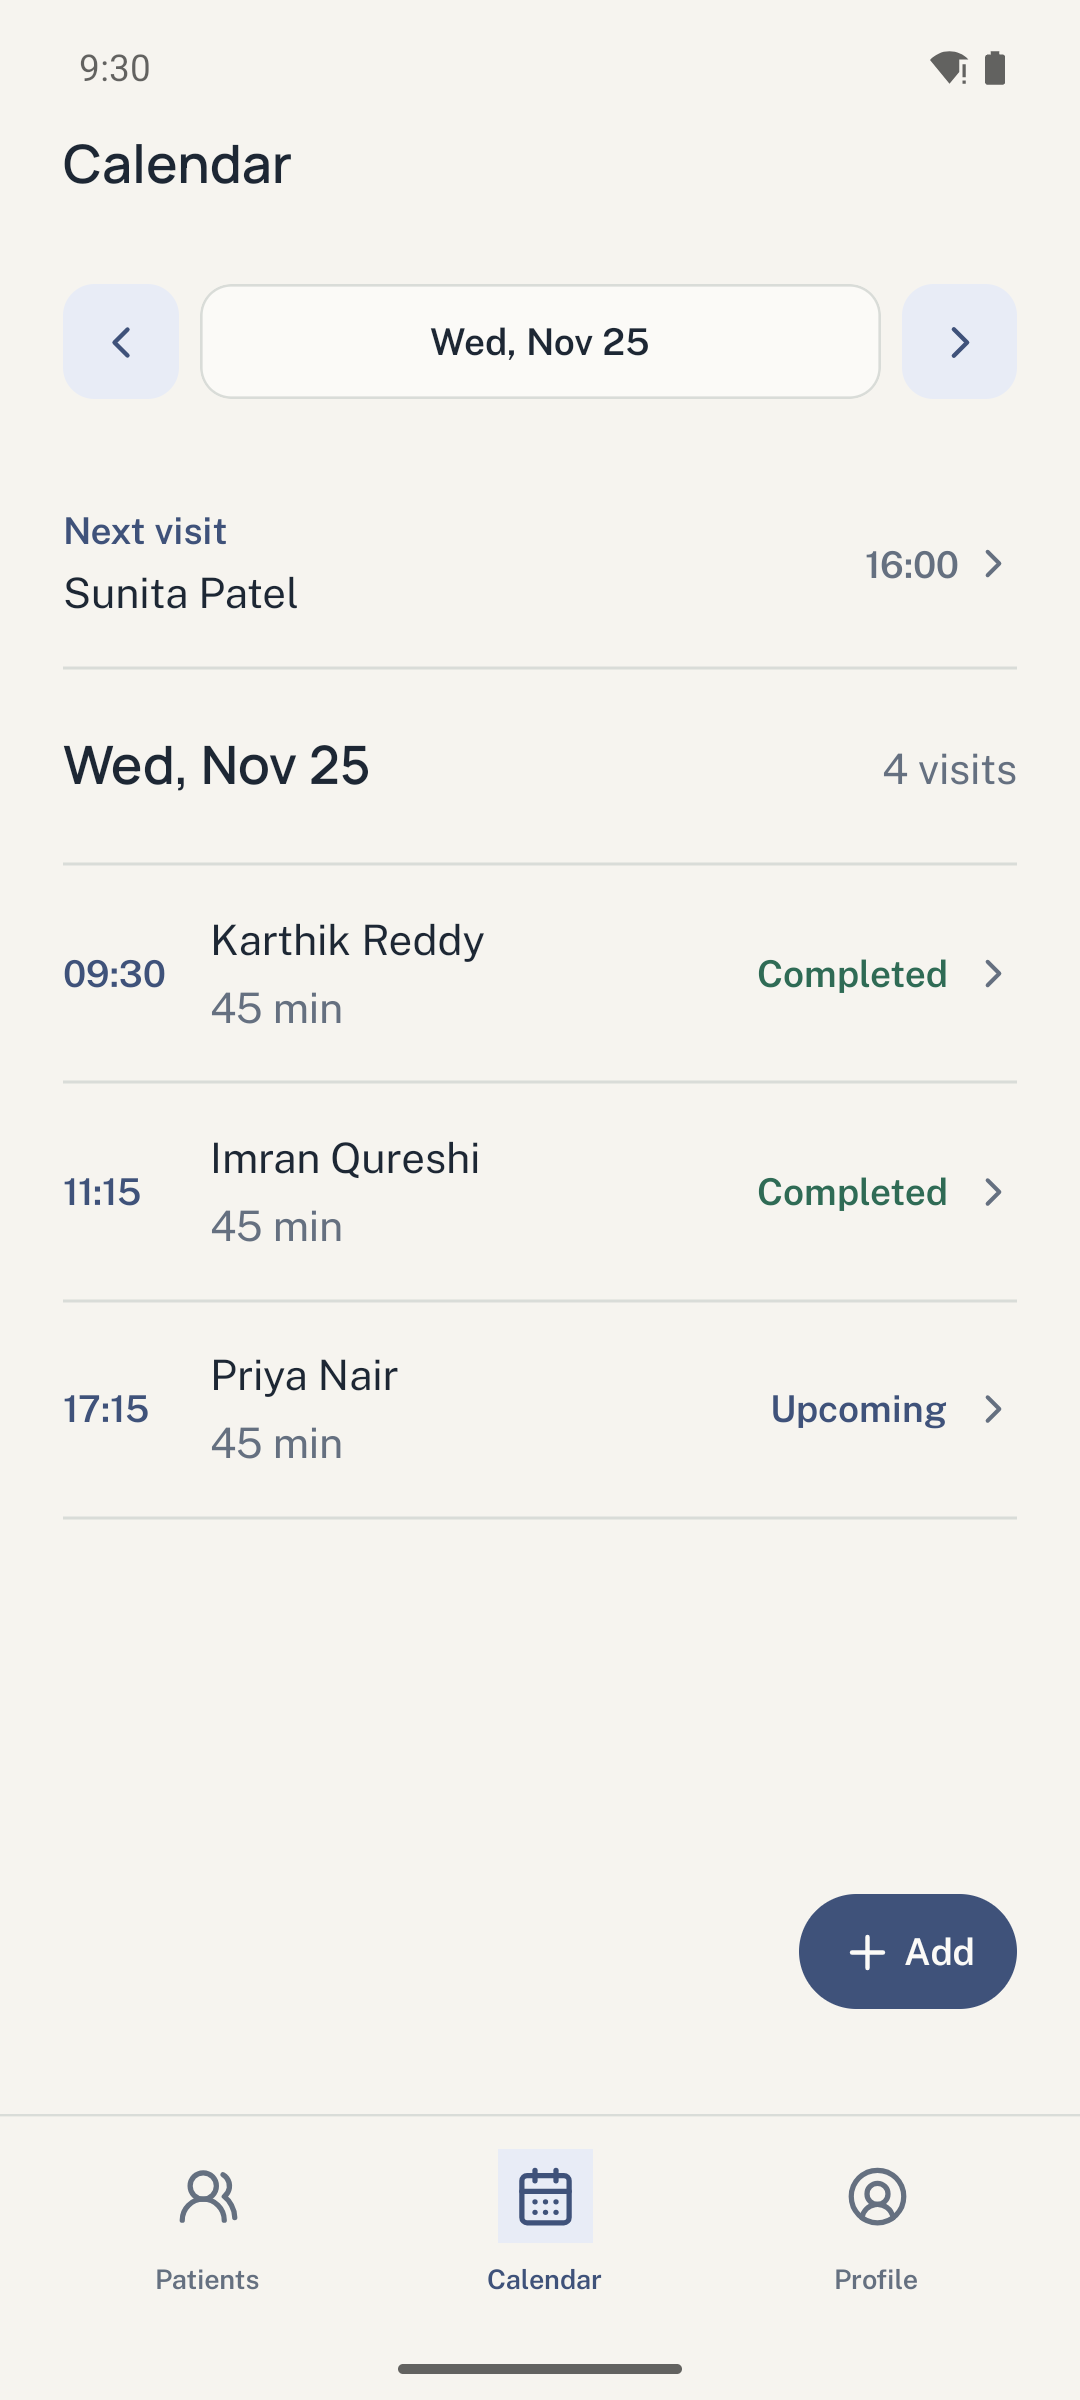 9:30
Calendar
Wed, Nov 25
Next visit
Sunita Patel
16:00
Wed, Nov 25
4 visits
09:30
Karthik Reddy
45 min
Completed
11:15
Imran Qureshi
45 min
Completed
17:15
Priya Nair
45 min
Upcoming
Add
Patients
Calendar
Profile